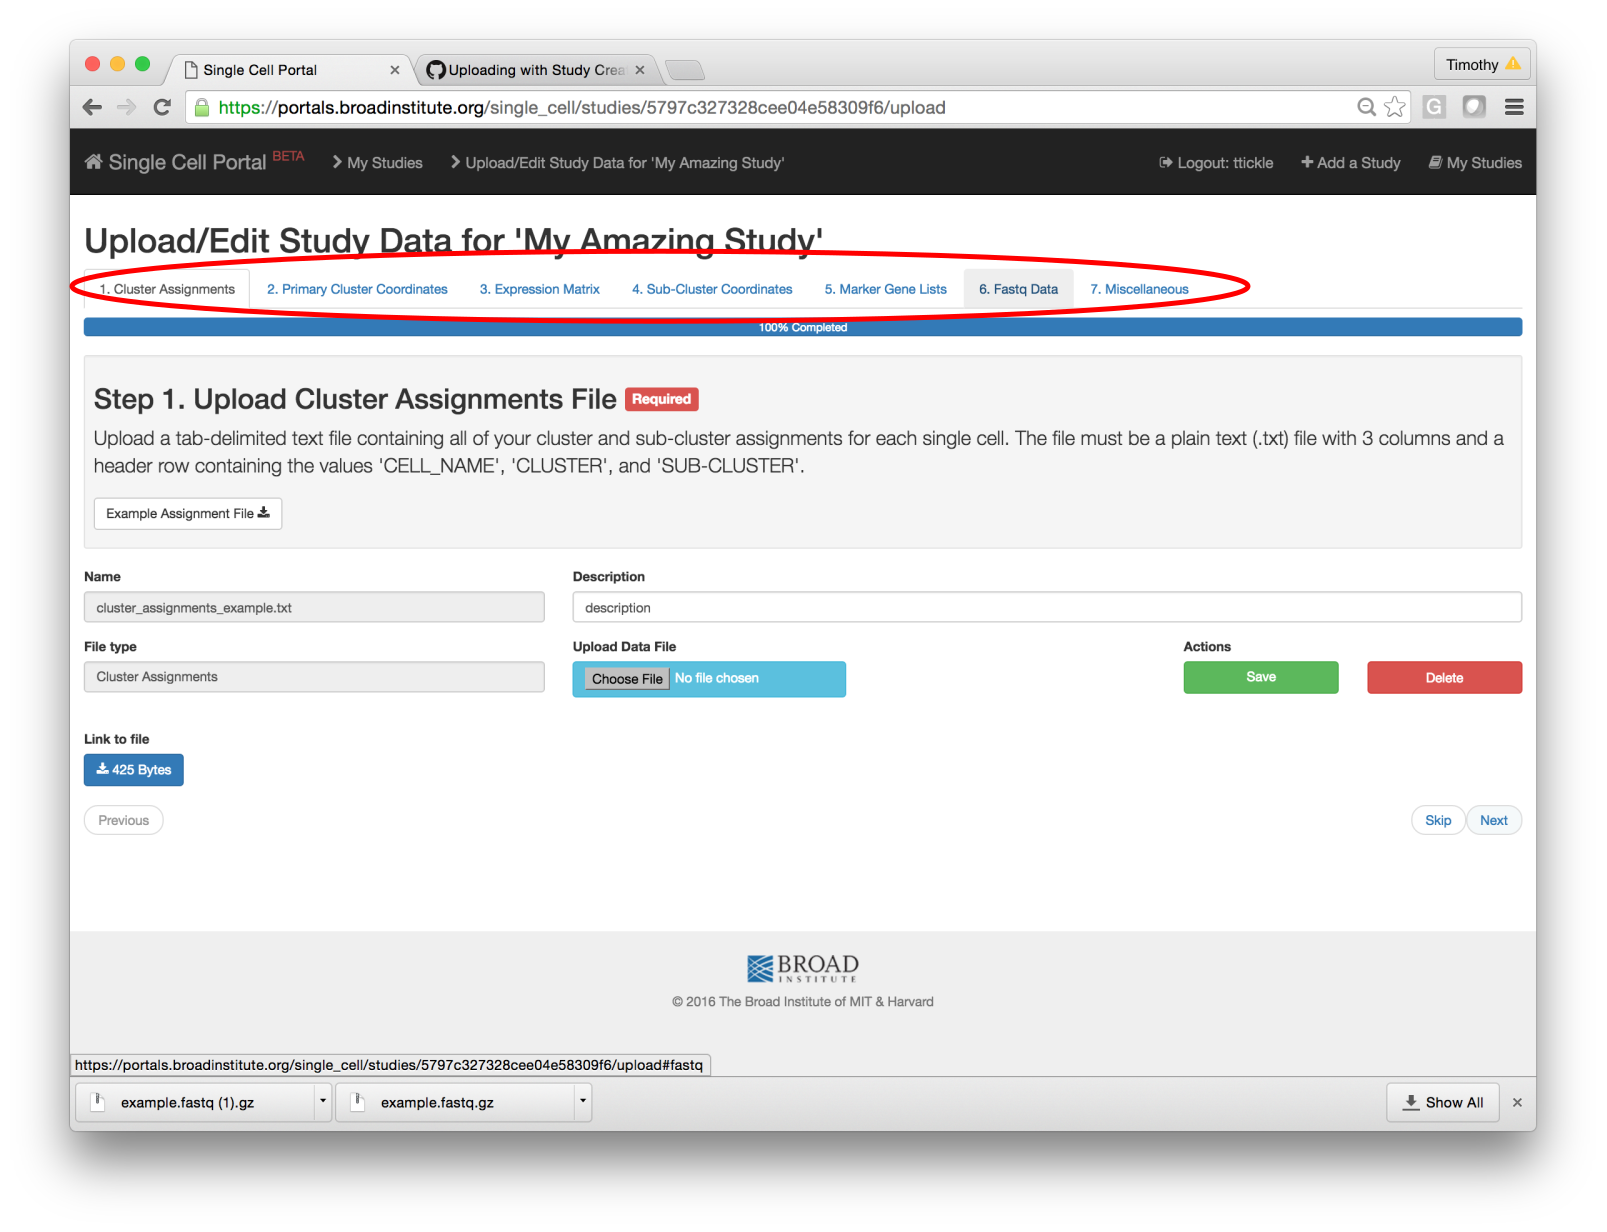 Single Cell Portal
Uploading with Study Crea
Timothy
https://portals.broadinstitute.org/single_cell/studies/5797c327328cee04e58309f6/upload
G
Single Cell Portal BETA
My Studies
Upload/Edit Study Data for 'My Amazing Study'
Logout: ttickle
Add a Study
My Studies
Upload/Edit Study Data for 'My Amazing Study'
1. Cluster Assignments
2. Primary Cluster Coordinates
3. Expression Matrix
4. Sub-Cluster Coordinates
5. Marker Gene Lists
6. Fastq Data
7. Miscellaneous
100% Completed
Step 1. Upload Cluster Assignments File Required
Upload a tab-delimited text file containing all of your cluster and sub-cluster assignments for each single cell. The file must be a plain text (.txt) file with 3 columns and a
header row containing the values 'CELL_NAME', 'CLUSTER', and 'SUB-CLUSTER'.
Example Assignment File
Name
Description
cluster_assignments_example.txt
description
File type
Upload Data File
Actions
Cluster Assignments
Choose File No file chosen
Save
Delete
Link to file
425 Bytes
Previous
Skip
Next
BROAD
INSTITUTE
© 2016 The Broad Institute of MIT & Harvard
https://portals.broadinstitute.org/single_cell/studies/5797c327328cee04e58309f6/upload#fastq
example.fastq (1).gz
example.fastq.gz
Show All